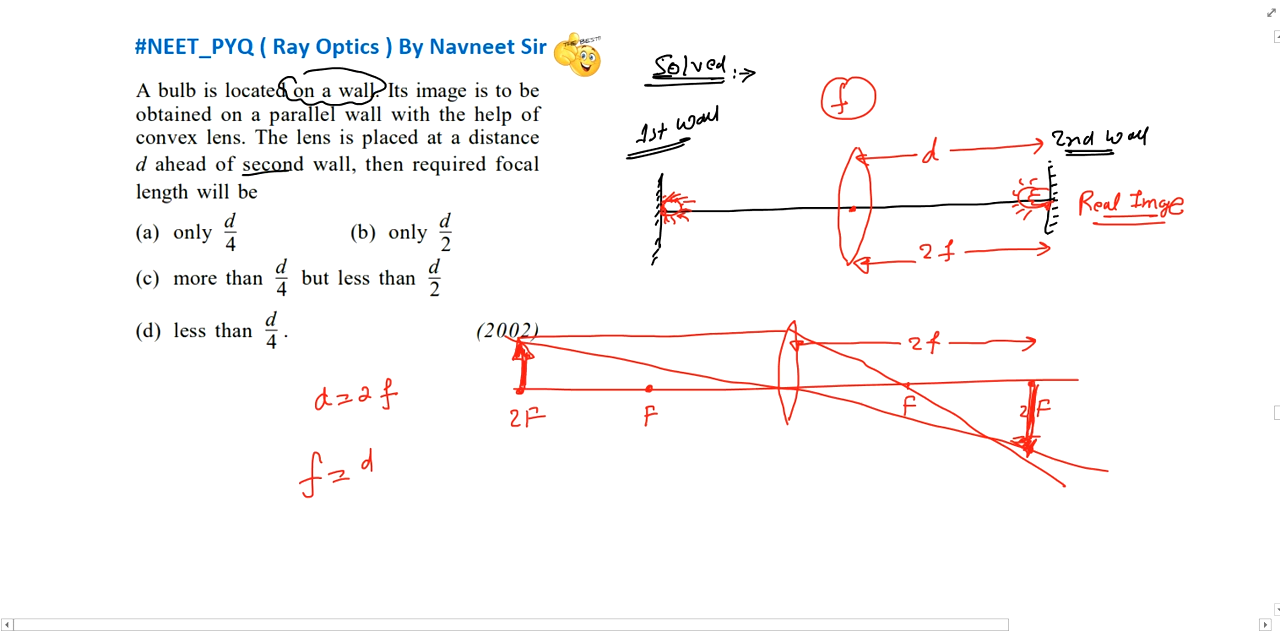 #NEET_PYQ ( Ray Optics ) By Navneet Sir
THE BEST!!
A bulb is located on a wall. Its image is to be
obtained on a parallel wall with the help of
convex lens. The lens is placed at a distance
d ahead of second wall, then required focal
length will be
(a) only d/4 (b) only d/2
(c) more than d/4 but less than d/2
(d) less than d/4 . (2002)
Solved :→
f
1st wall
d
2nd wall
Real Imge
2f
2f
2F F F 2F
d=2f
f= d